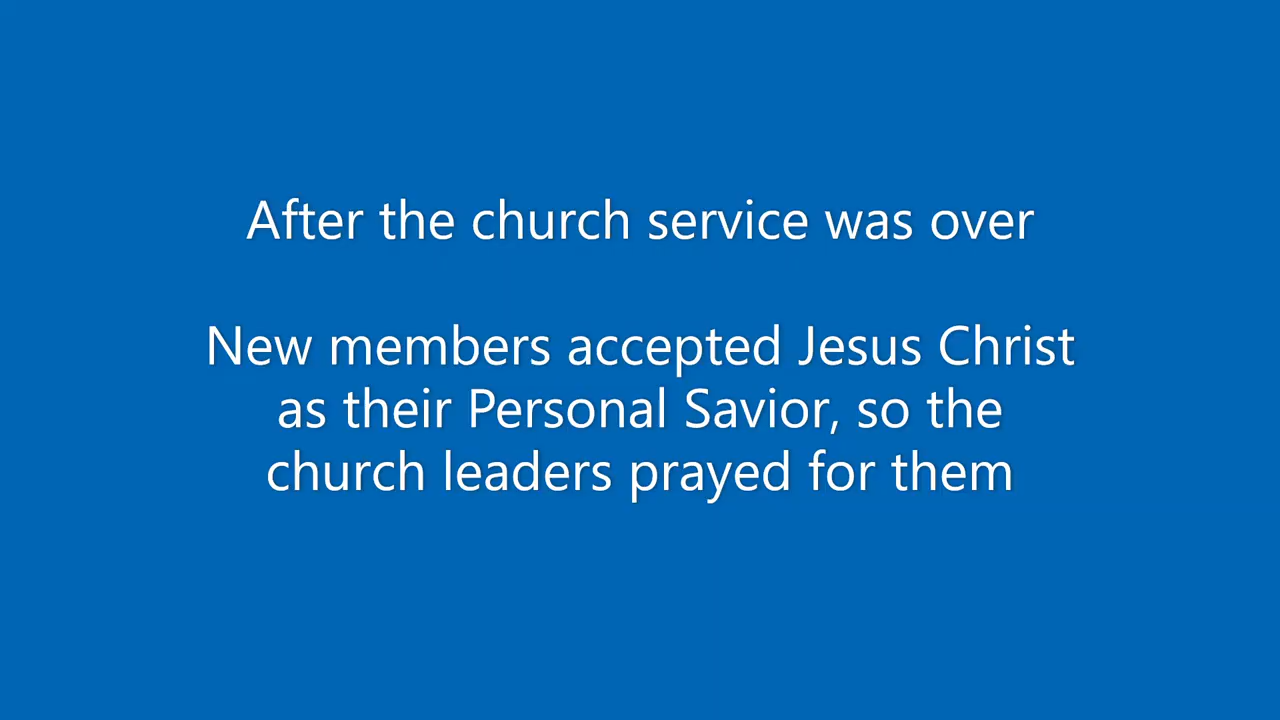 After the church service was over
New members accepted Jesus Christ
as their Personal Savior, so the
church leaders prayed for them